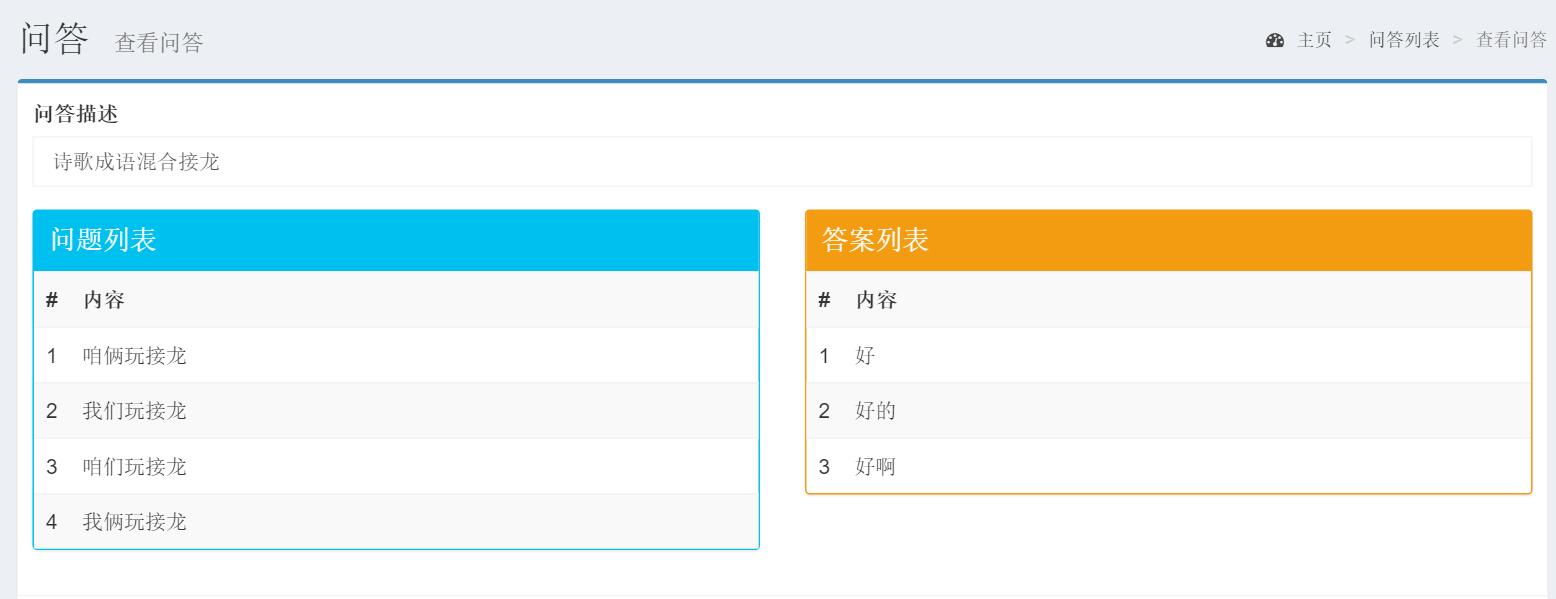 问答 查看问答
主页 > 问答列表 > 查看问答
问答描述
诗歌成语混合接龙
问题列表
# 内容
1 咱俩玩接龙
2 我们玩接龙
3 咱们玩接龙
4 我俩玩接龙
答案列表
# 内容
1 好
2 好的
3 好啊